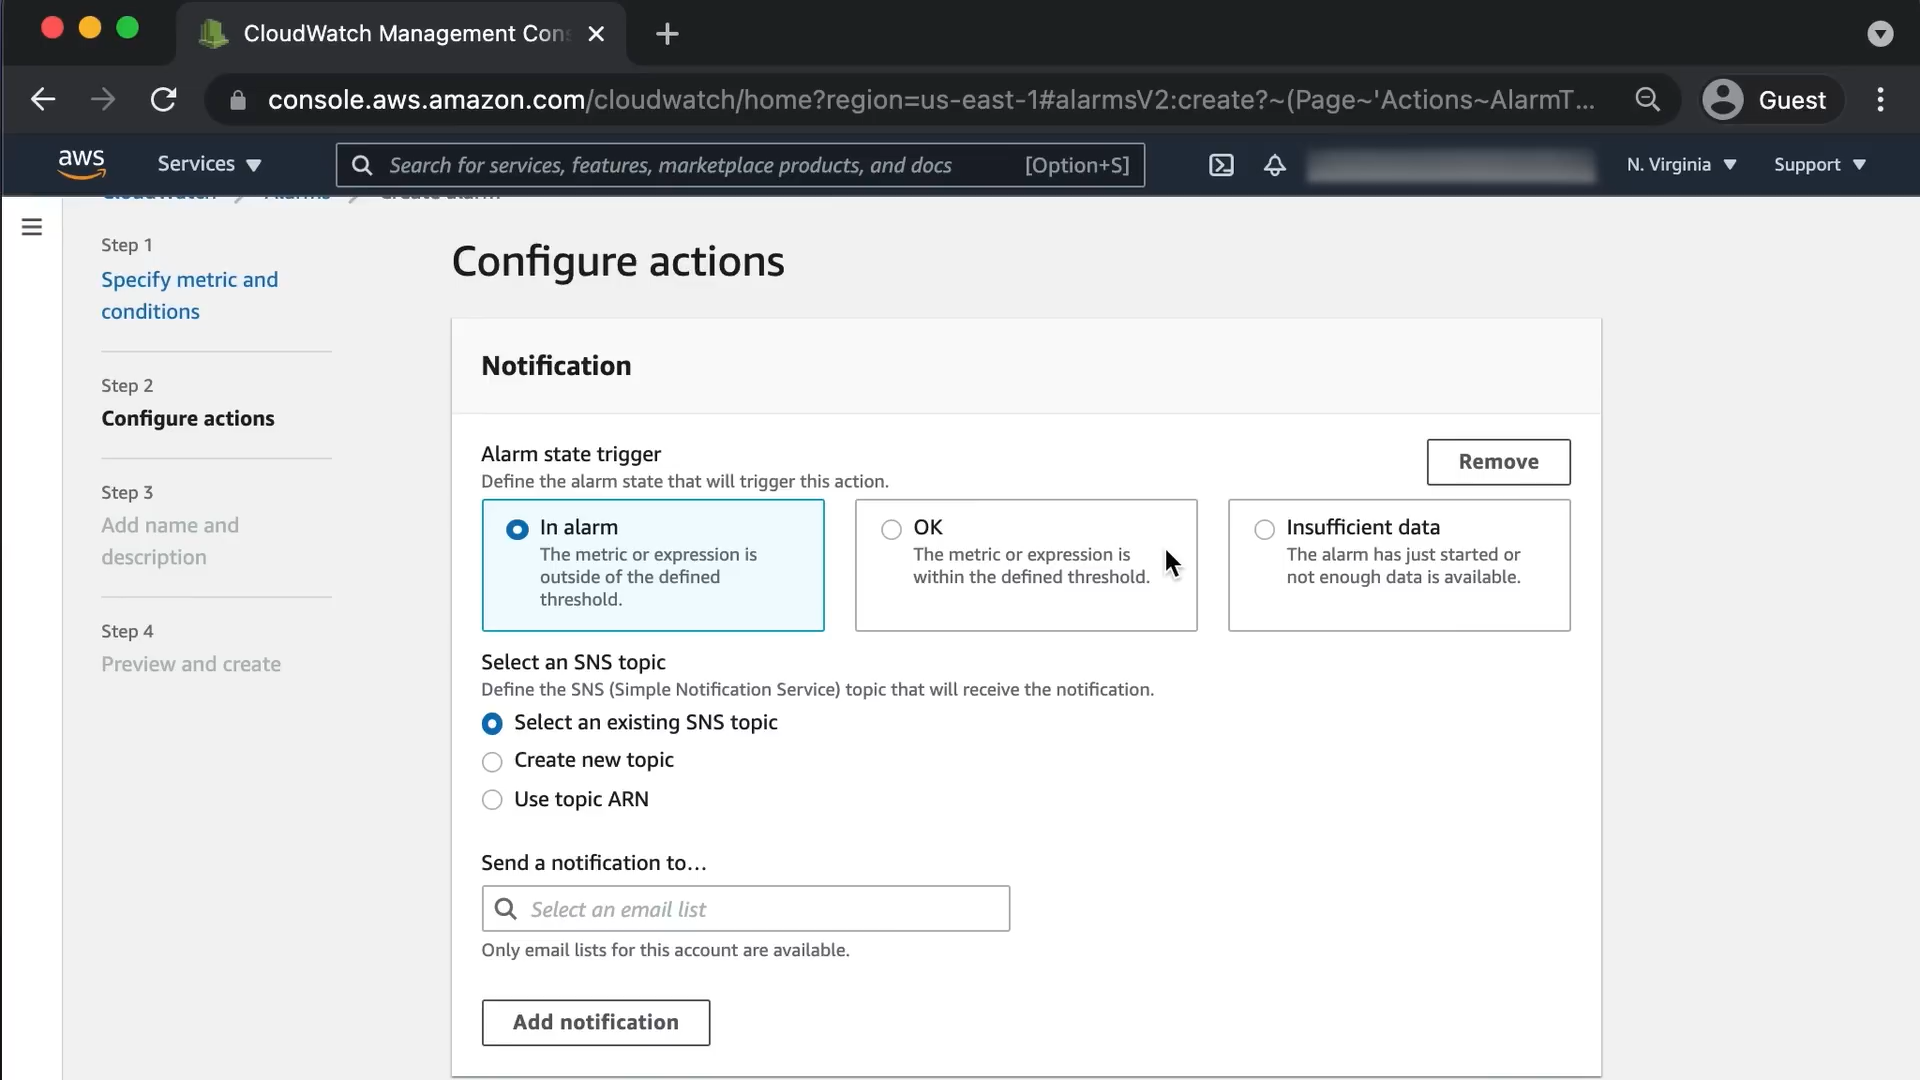 CloudWatch Management Con
console.aws.amazon.com/cloudwatch/home?region=us-east-1#alarmsV2:create?~(Page~'Actions~AlarmT...
Guest
aws
Services
Search for services, features, marketplace products, and docs
[Option+S]
N. Virginia
Support
CloudWatch
Alarms
Create alarm
Step 1
Specify metric and
conditions
Step 2
Configure actions
Step 3
Add name and
description
Step 4
Preview and create
Configure actions
Notification
Alarm state trigger
Define the alarm state that will trigger this action.
Remove
In alarm
The metric or expression is
outside of the defined
threshold.
OK
The metric or expression is
within the defined threshold.
Insufficient data
The alarm has just started or
not enough data is available.
Select an SNS topic
Define the SNS (Simple Notification Service) topic that will receive the notification.
Select an existing SNS topic
Create new topic
Use topic ARN
Send a notification to...
Select an email list
Only email lists for this account are available.
Add notification